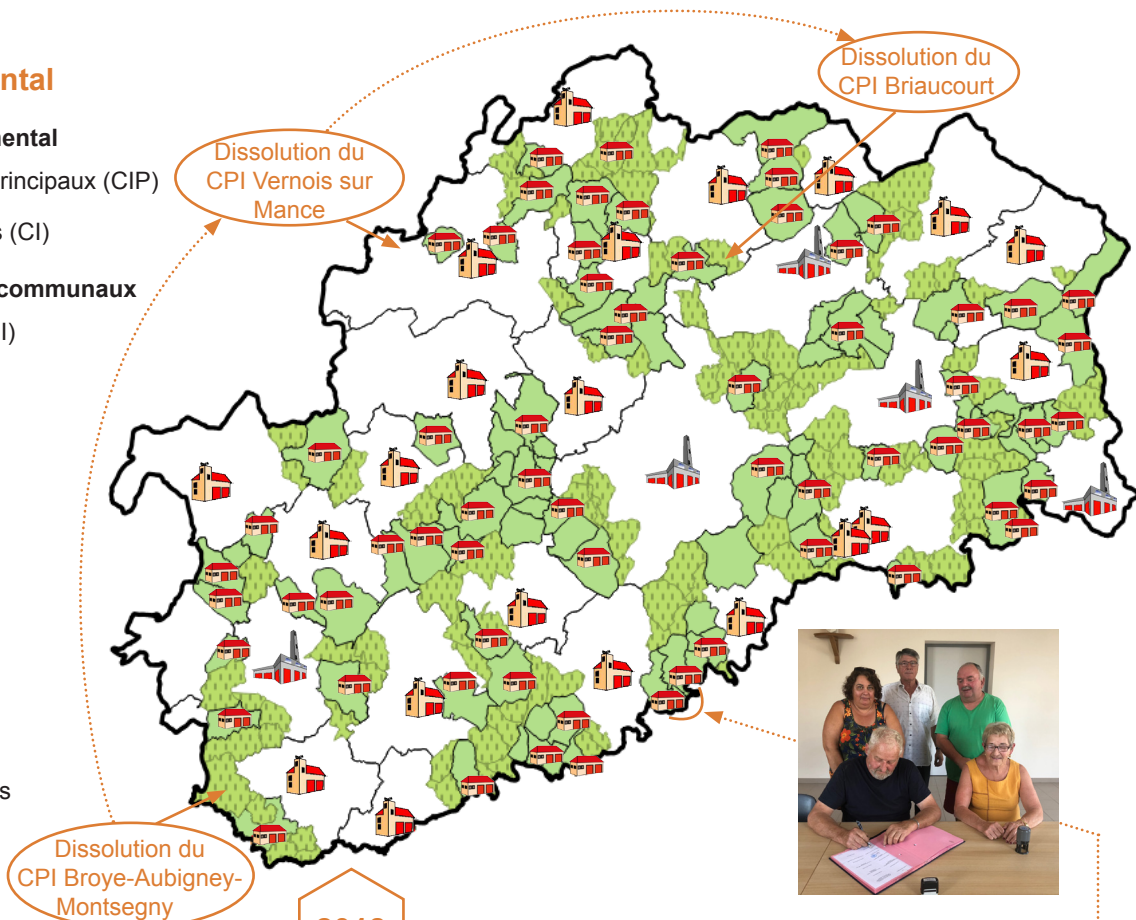 ntal
mental
rincipaux (CIP)
s (CI)
communaux
I)
s
Dissolution du
CPI Vernois sur
Mance
Dissolution du
CPI Briaucourt
Dissolution du
CPI Broye-Aubigney-
Montsegny